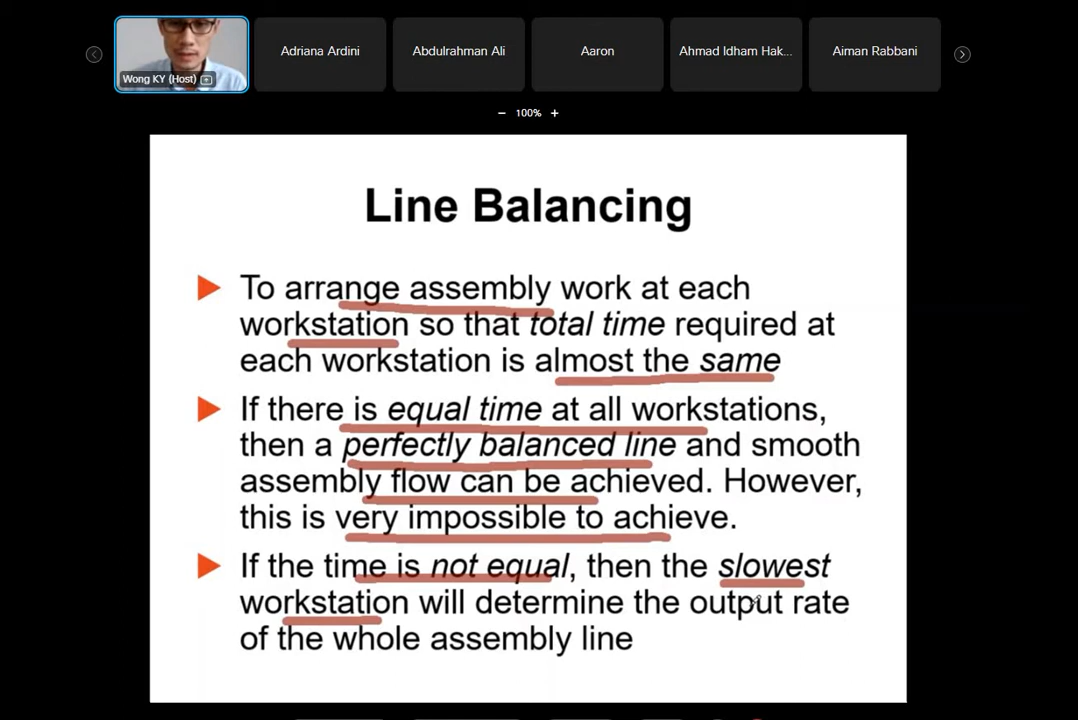 Wong KY (Host)
Adriana Ardini
Abdulrahman Ali
Aaron
Ahmad Idham Hak...
Aiman Rabbani
− 100% +
Line Balancing
To arrange assembly work at each
workstation so that total time required at
each workstation is almost the same
If there is equal time at all workstations,
then a perfectly balanced line and smooth
assembly flow can be achieved. However,
this is very impossible to achieve.
If the time is not equal, then the slowest
workstation will determine the output rate
of the whole assembly line